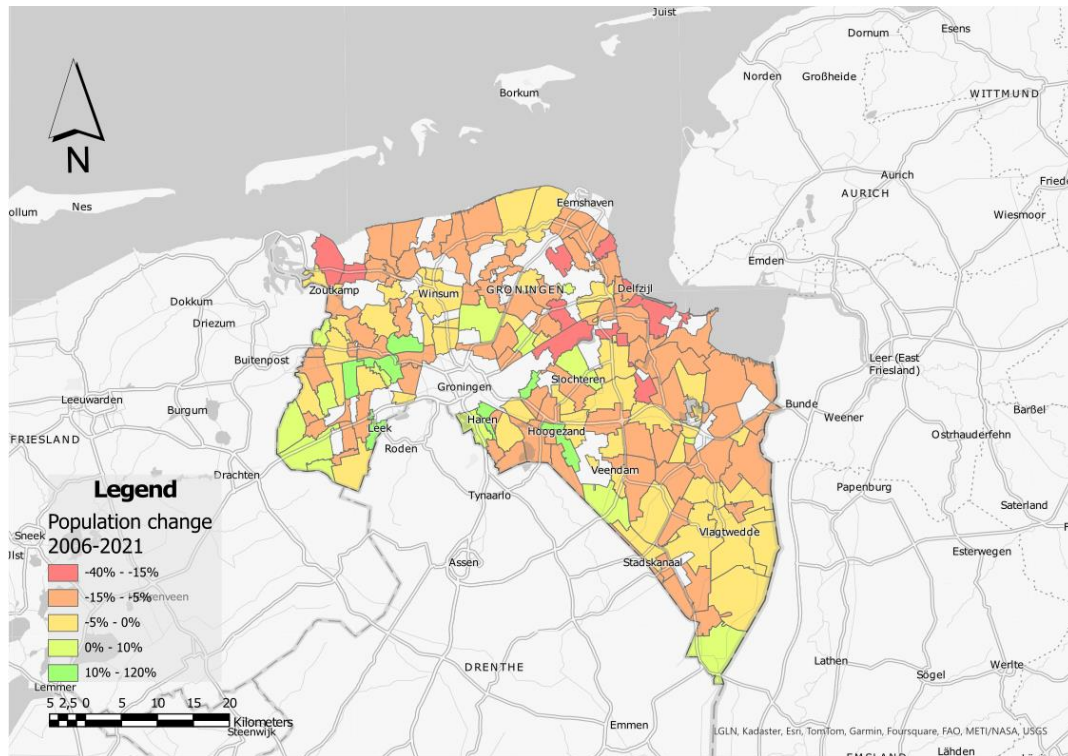 Juist
Dornum
Esens
Norden
Großheide
WITTMUND
Borkum
Aurich
AURICH
Friede
Wiesmoor
ollum
Nes
Eemshaven
Emden
Zoutkamp
Winsum
GRONINGEN
Delfzijl
Dokkum
Driezum
Buitenpost
Leer (East
Friesland)
Slochteren
Groningen
Leeuwarden
Burgum
Bunde
Weener
Barßel
FRIESLAND
Leek
Haren
Hoogezand
Ostrhauderfehn
Roden
Drachten
Veendam
Papenburg
Tynaarlo
Saterland
Legend
Population change
2006-2021
-40% - -15%
-15% - -5%
-5% - 0%
0% - 10%
10% - 120%
Sneek
Jlst
Vlagtwedde
Esterwegen
Assen
Stadskanaal
DRENTHE
Lathen
Sögel
Werlte
Lemmer
5 2,5 0 5 10 15 20
Kilometers
Steenwijk
Emmen
LGLN, Kadaster, Esri, TomTom, Garmin, Foursquare, FAO, METI/NASA, USGS
EMSLAND
Lähden